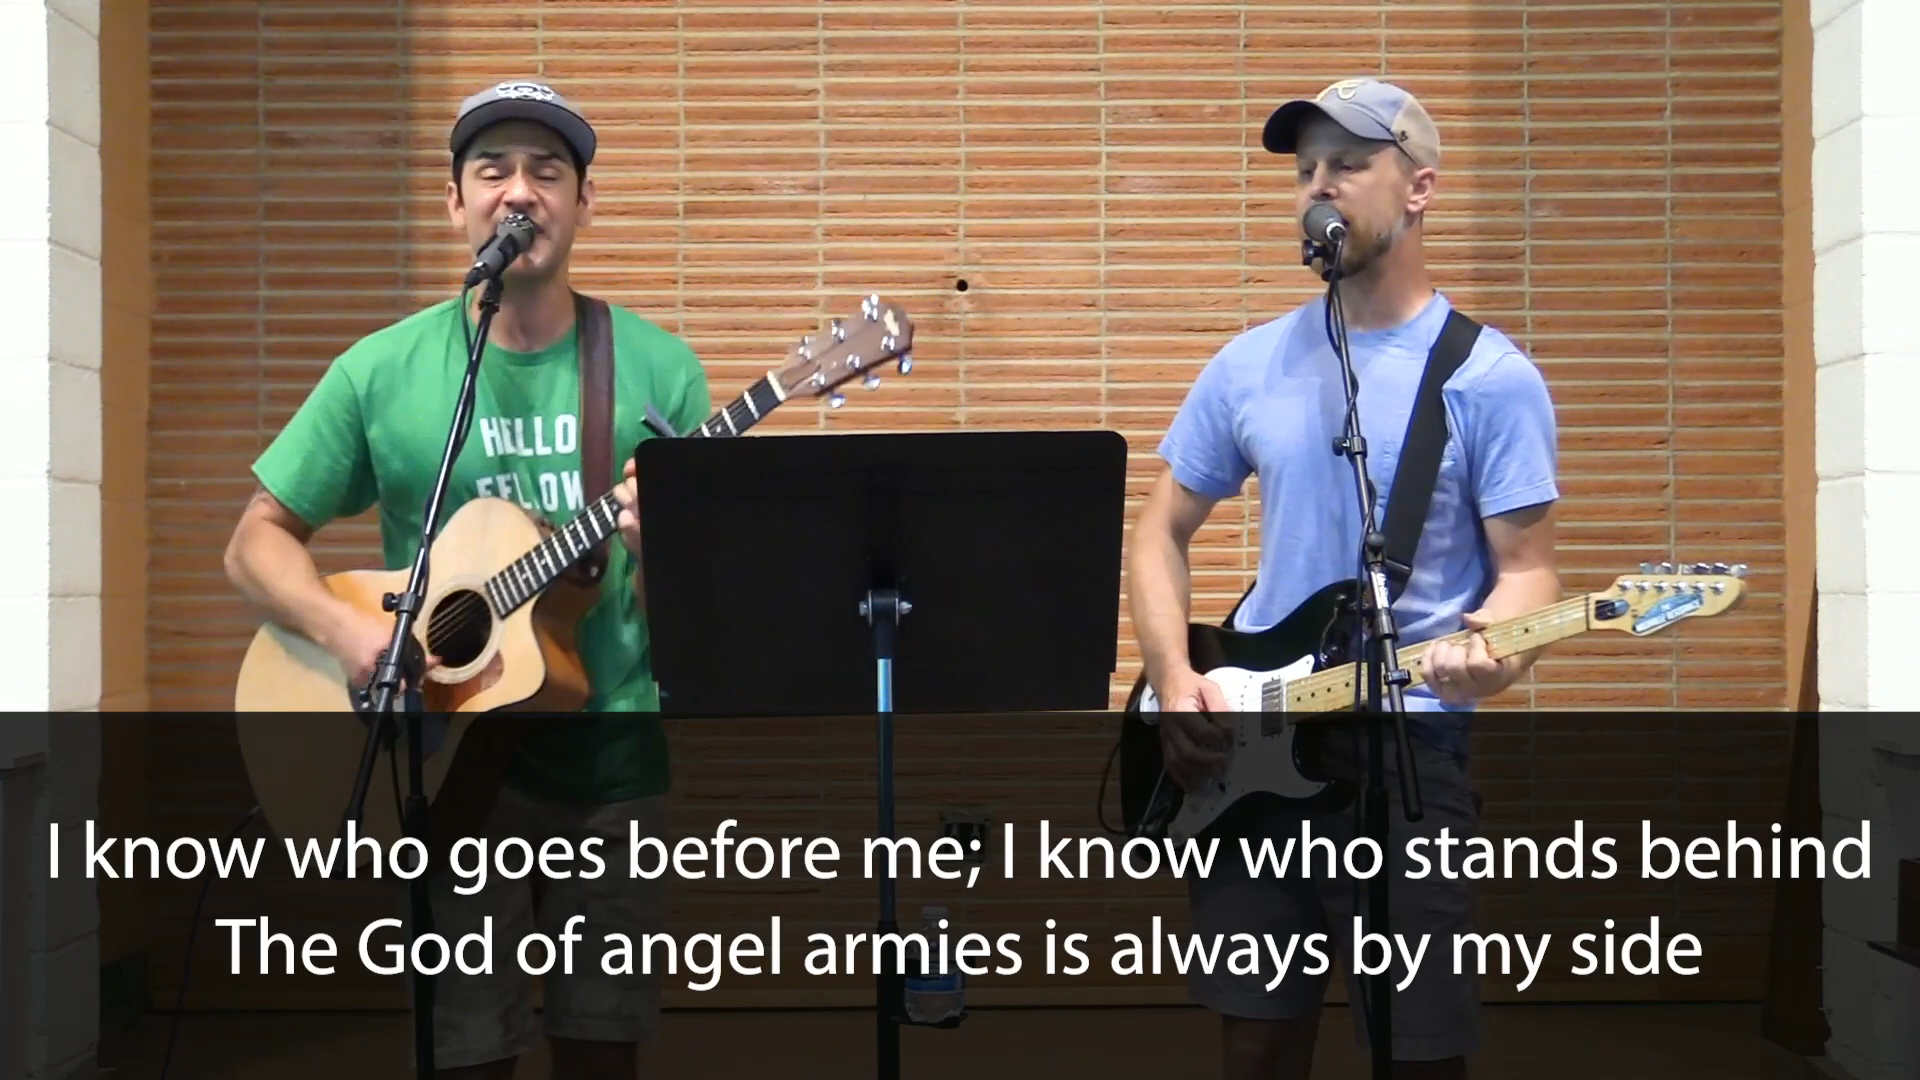 HELLO
FELLOW
I know who goes before me; I know who stands behind
The God of angel armies is always by my side